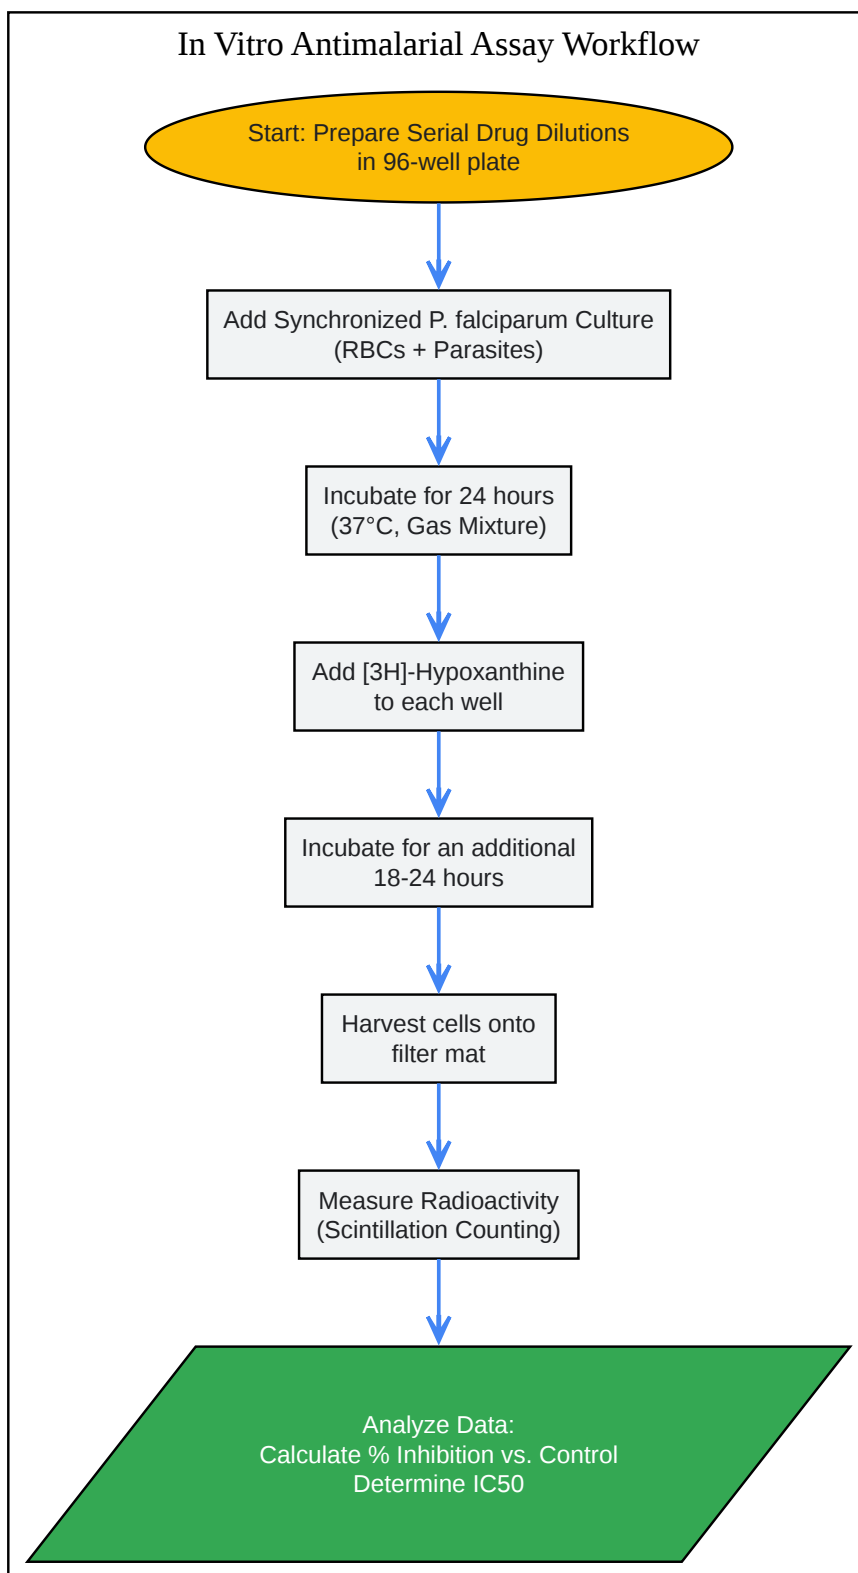 In Vitro Antimalarial Assay Workflow
Start: Prepare Serial Drug Dilutions
in 96-well plate
Add Synchronized P. falciparum Culture
(RBCs + Parasites)
Incubate for 24 hours
(37°C, Gas Mixture)
Add [3H]-Hypoxanthine
to each well
Incubate for an additional
18-24 hours
Harvest cells onto
filter mat
Measure Radioactivity
(Scintillation Counting)
Analyze Data:
Calculate % Inhibition vs. Control
Determine IC50